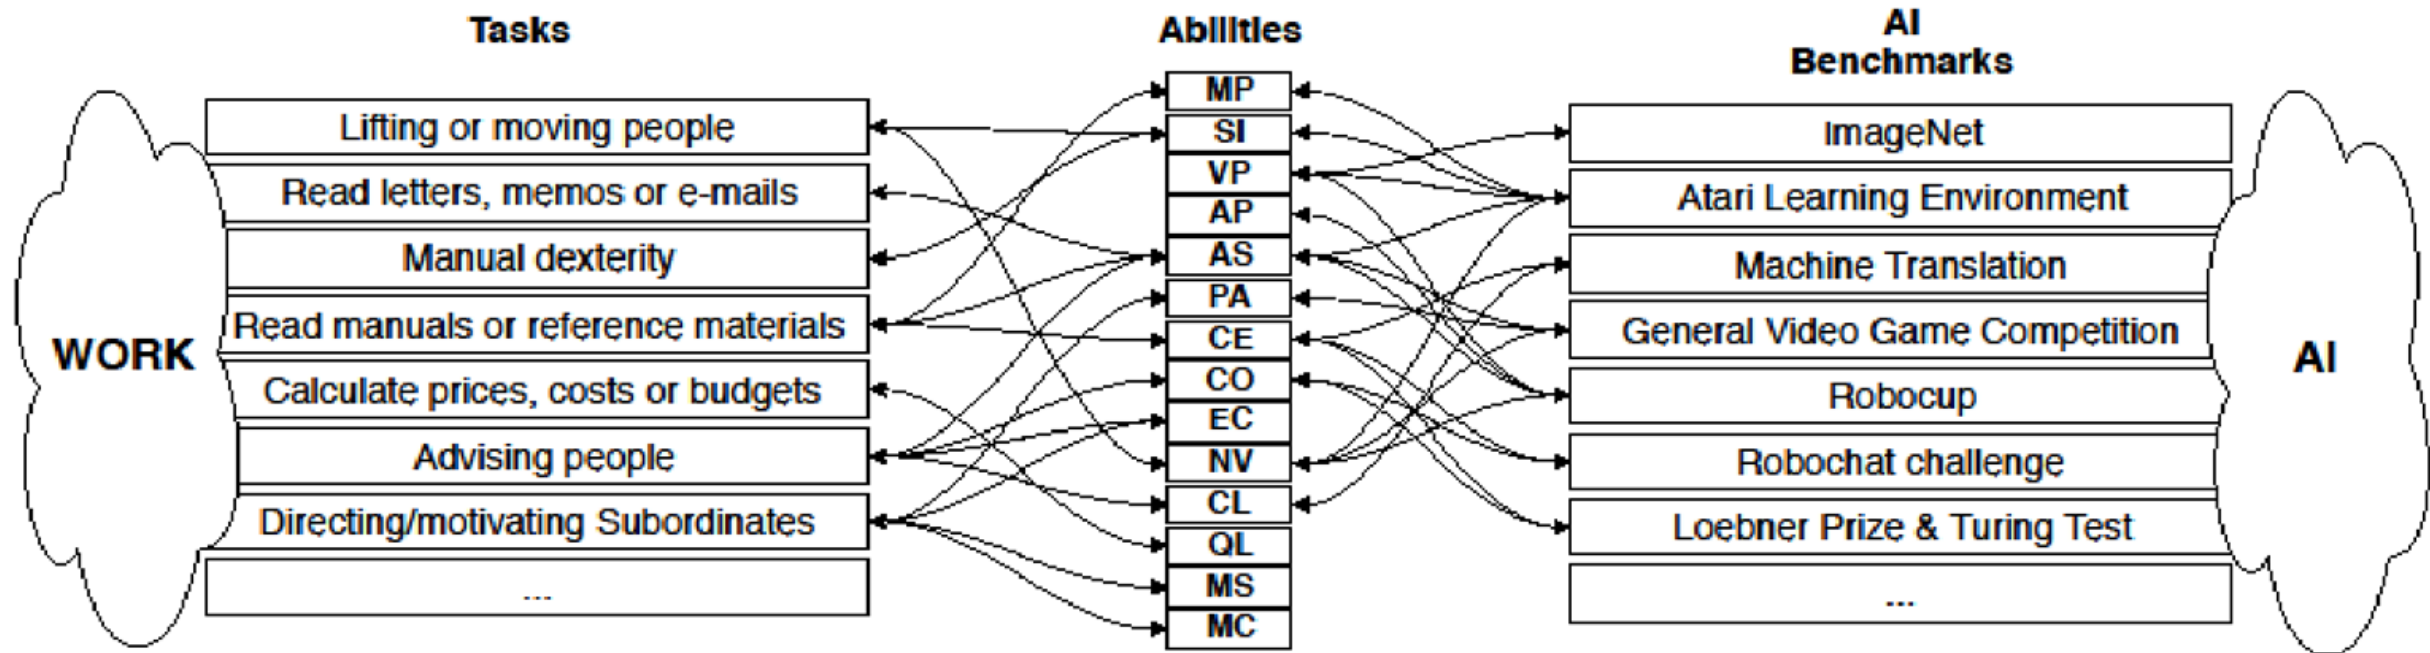 Tasks
Abilities
AI
Benchmarks
WORK
Lifting or moving people
Read letters, memos or e-mails
Manual dexterity
Read manuals or reference materials
Calculate prices, costs or budgets
Advising people
Directing/motivating Subordinates
...
MP
SI
VP
AP
AS
PA
CE
CO
EC
NV
CL
QL
MS
MC
ImageNet
Atari Learning Environment
Machine Translation
General Video Game Competition
Robocup
Robochat challenge
Loebner Prize & Turing Test
...
AI